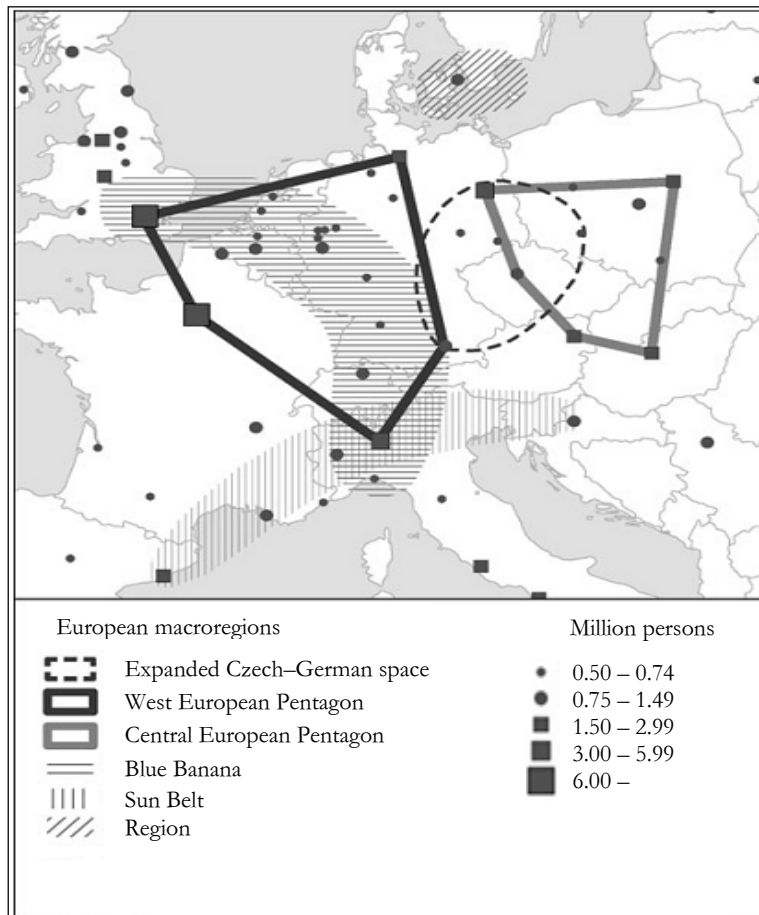 European macroregions
Expanded Czech–German space
West European Pentagon
Central European Pentagon
Blue Banana
Sun Belt
Region
Million persons
0.50 – 0.74
0.75 – 1.49
1.50 – 2.99
3.00 – 5.99
6.00 –